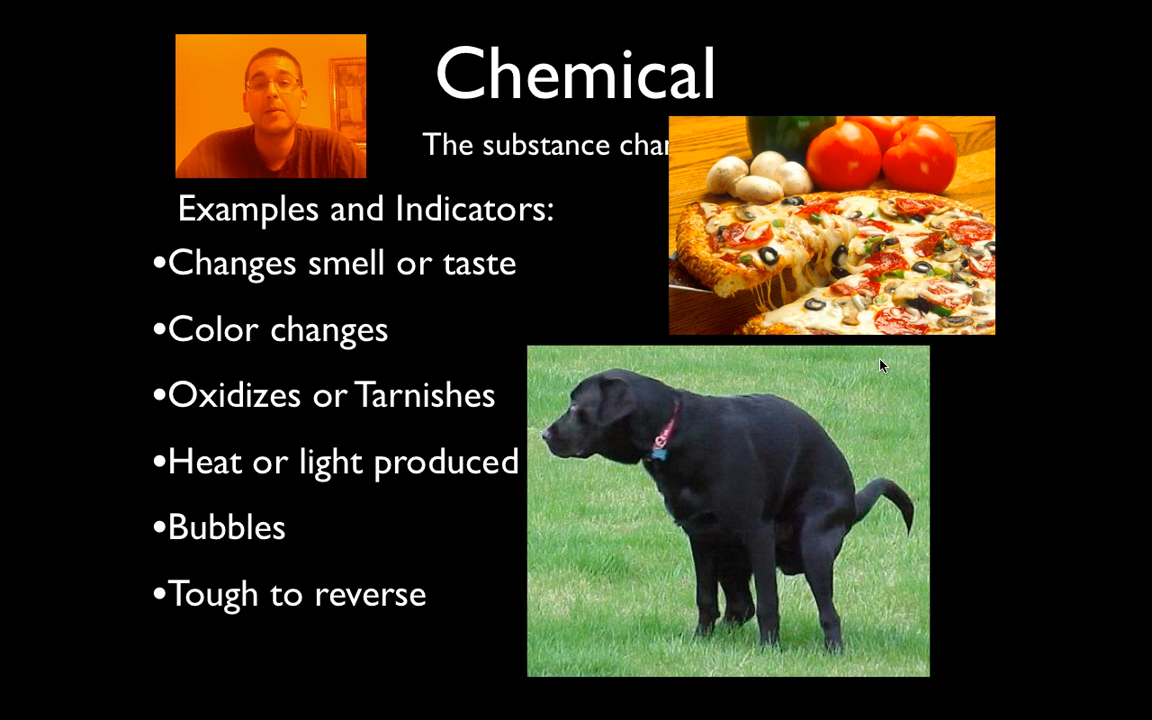 Chemical
The substance
Examples and Indicators:
•Changes smell or taste
•Color changes
•Oxidizes or Tarnishes
•Heat or light produced
•Bubbles
•Tough to reverse